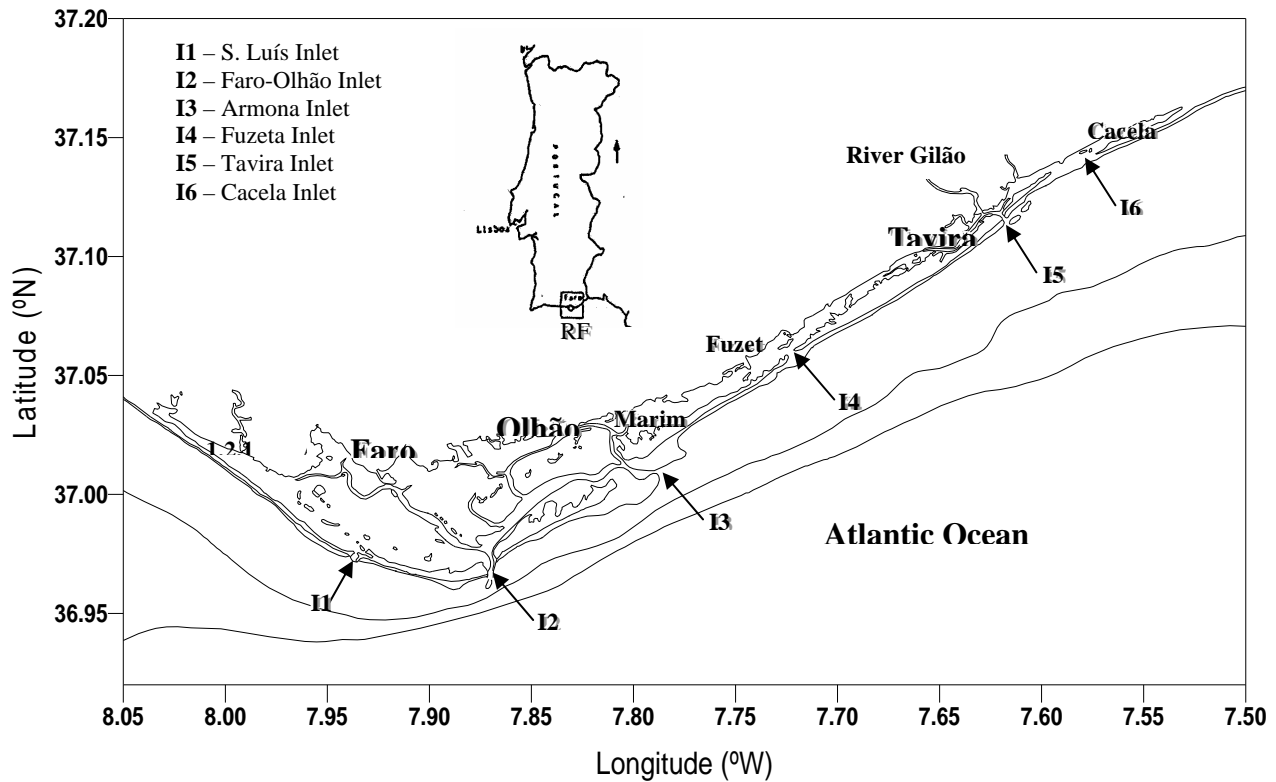 37.20
37.15
37.10
37.05
37.00
36.95
Latitude (ºN)
I1 – S. Luís Inlet
I2 – Faro-Olhão Inlet
I3 – Armona Inlet
I4 – Fuzeta Inlet
I5 – Tavira Inlet
I6 – Cacela Inlet
PORTUGAL
Lisboa
Faro
RF
Cacela
River Gilão
I6
Tavira
I5
Fuzet
I4
Marim
Olhão
Faro
I3
Atlantic Ocean
I1
I2
8.05 8.00 7.95 7.90 7.85 7.80 7.75 7.70 7.65 7.60 7.55 7.50
Longitude (ºW)